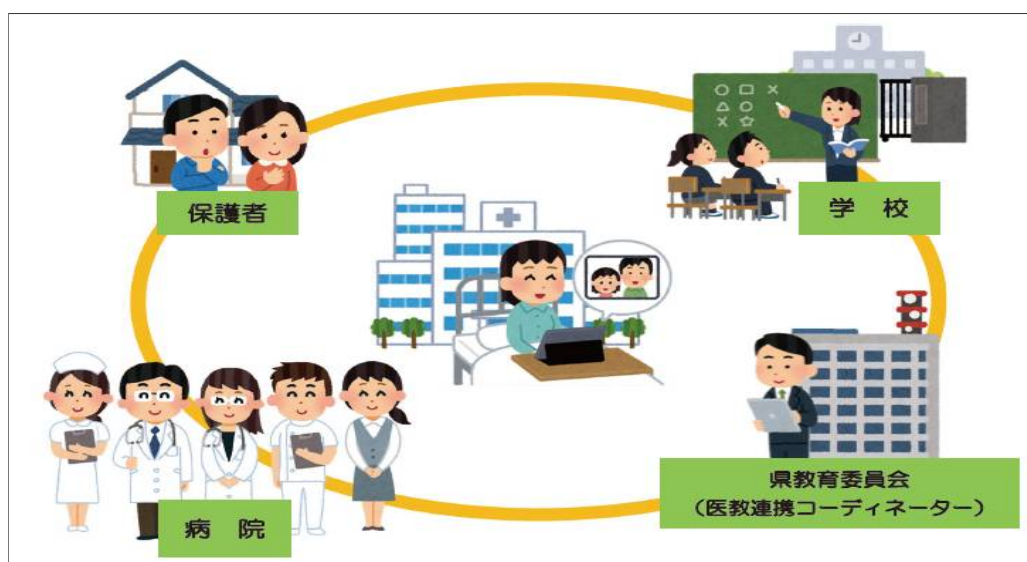 保護者
学　校
病　院
県教育委員会
（医教連携コーディネーター）